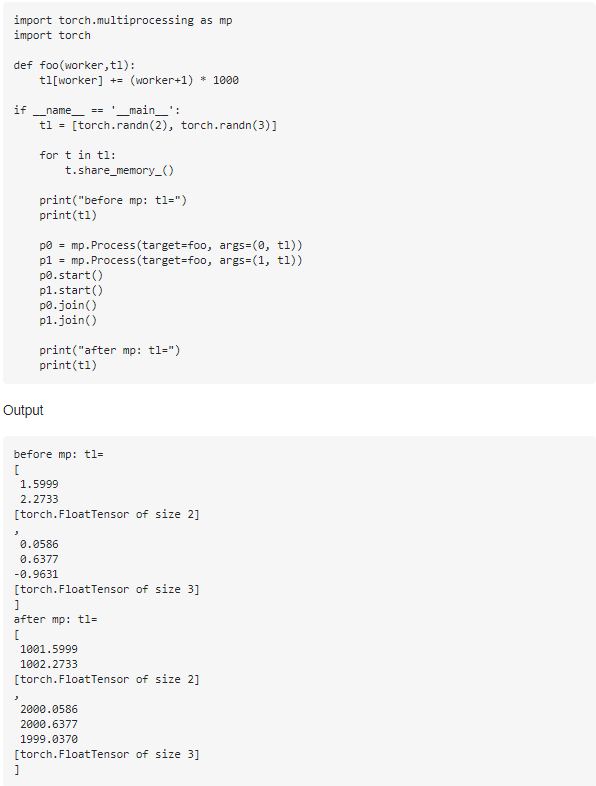 import torch.multiprocessing as mp
import torch
def foo(worker,tl):
    tl[worker] += (worker+1) * 1000
if __name__ == '__main__':
    tl = [torch.randn(2), torch.randn(3)]
    for t in tl:
        t.share_memory_()
    print("before mp: tl=")
    print(tl)
    p0 = mp.Process(target=foo, args=(0, tl))
    p1 = mp.Process(target=foo, args=(1, tl))
    p0.start()
    p1.start()
    p0.join()
    p1.join()
    print("after mp: tl=")
    print(tl)
Output
before mp: tl=
[
 1.5999
 2.2733
[torch.FloatTensor of size 2]
,
 0.0586
 0.6377
-0.9631
[torch.FloatTensor of size 3]
]
after mp: tl=
[
 1001.5999
 1002.2733
[torch.FloatTensor of size 2]
,
 2000.0586
 2000.6377
 1999.0370
[torch.FloatTensor of size 3]
]